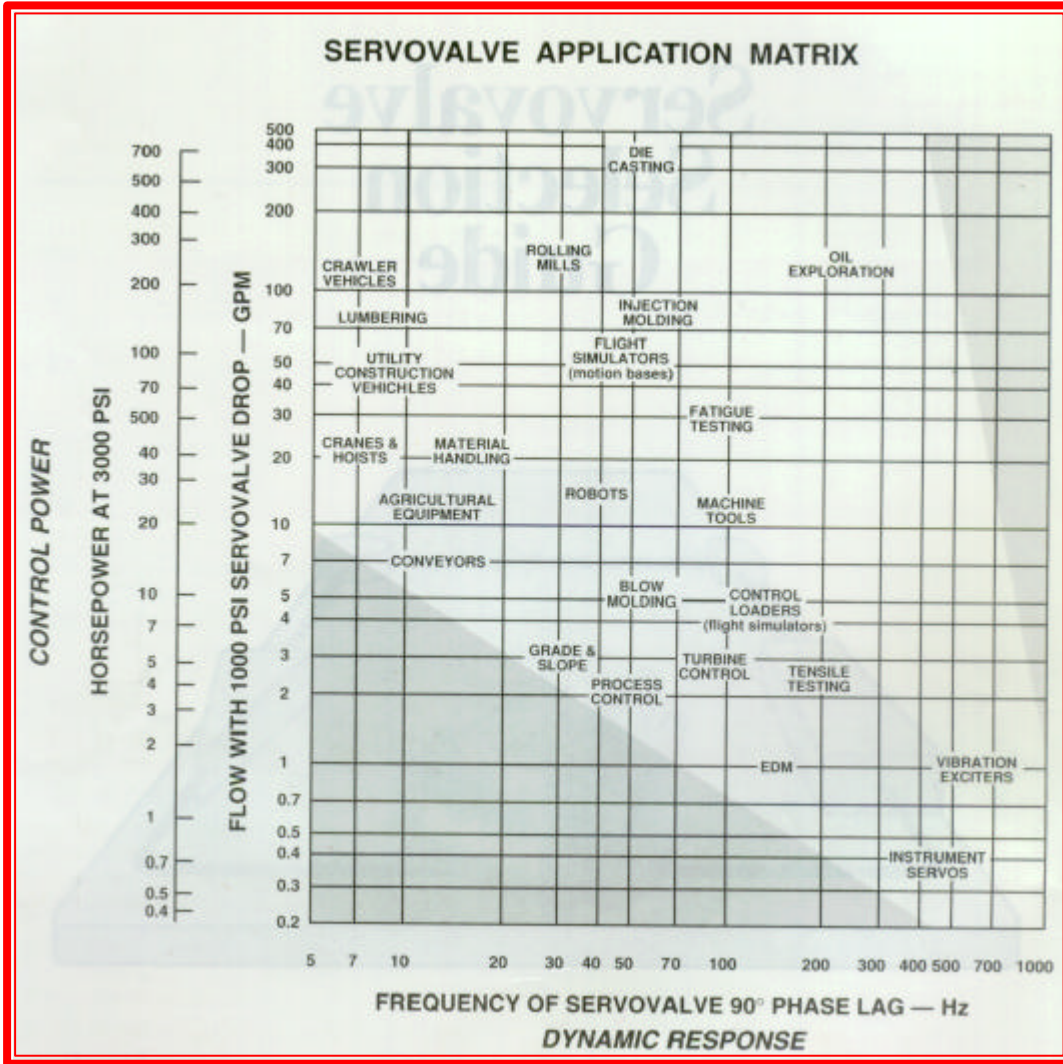 SERVOVALVE APPLICATION MATRIX
Servovalve
Selection
Guide
CONTROL POWER
HORSEPOWER AT 3000 PSI
700
500
400
300
200
100
70
500
40
30
20
10
7
5
4
3
2
1
0.7
0.5
0.4
FLOW WITH 1000 PSI SERVOVALVE DROP — GPM
500
400
300
200
100
70
50
40
30
20
10
7
5
4
3
2
1
0.7
0.5
0.4
0.3
0.2
DIE
CASTING
ROLLING
MILLS
OIL
EXPLORATION
CRAWLER
VEHICLES
LUMBERING
INJECTION
MOLDING
UTILITY
CONSTRUCTION
VEHICHLES
FLIGHT
SIMULATORS
(motion bases)
FATIGUE
TESTING
CRANES &
HOISTS
MATERIAL
HANDLING
AGRICULTURAL
EQUIPMENT
ROBOTS
MACHINE
TOOLS
CONVEYORS
BLOW
MOLDING
CONTROL
LOADERS
(flight simulators)
GRADE &
SLOPE
TURBINE
CONTROL
PROCESS
CONTROL
TENSILE
TESTING
EDM
VIBRATION
EXCITERS
INSTRUMENT
SERVOS
5 7 10 20 30 40 50 70 100 200 300 400 500 700 1000
FREQUENCY OF SERVOVALVE 90° PHASE LAG — Hz
DYNAMIC RESPONSE